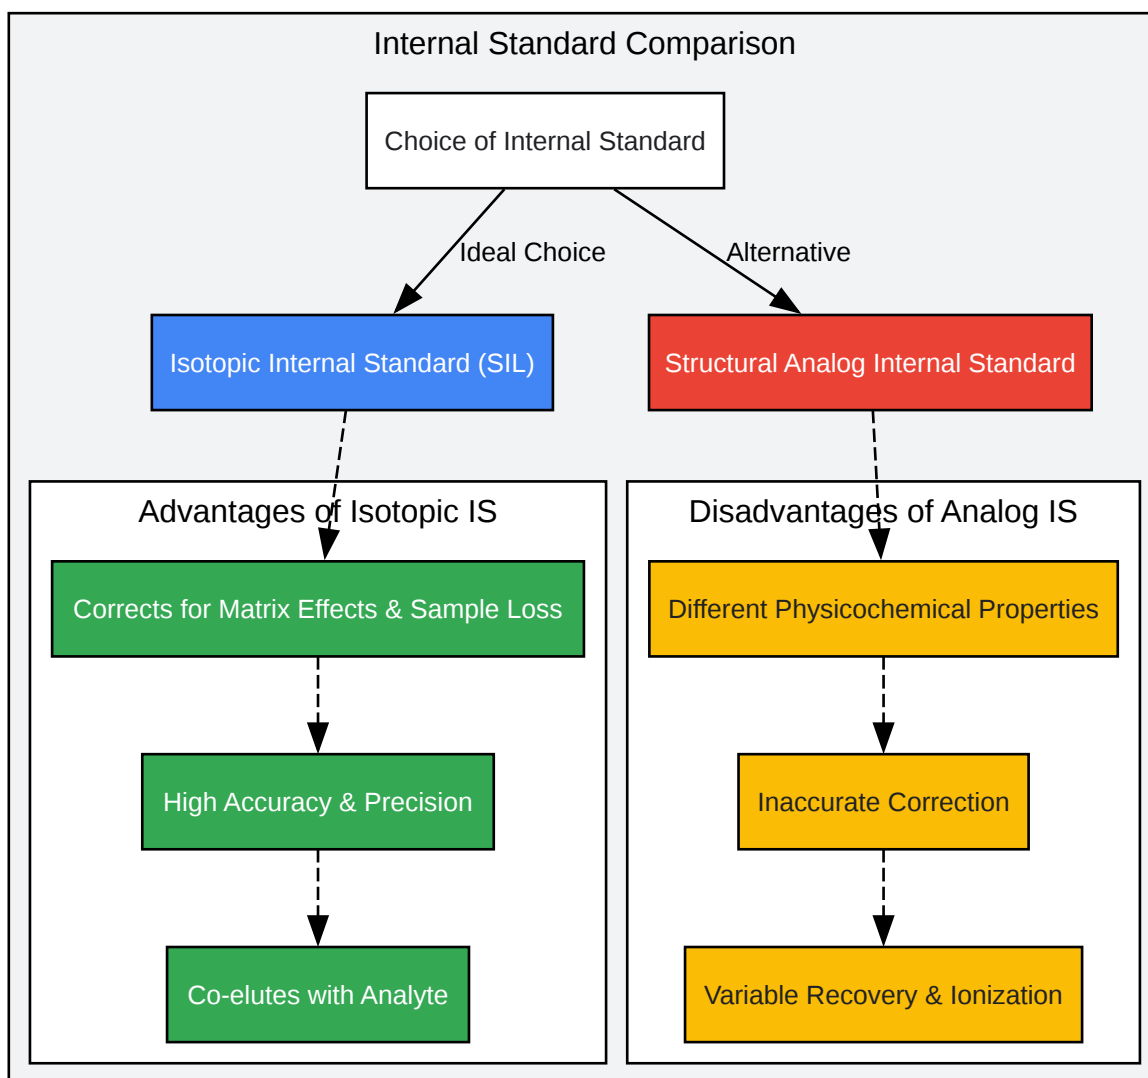 Internal Standard Comparison
Choice of Internal Standard
Ideal Choice
Alternative
Isotopic Internal Standard (SIL)
Structural Analog Internal Standard
Advantages of Isotopic IS
Disadvantages of Analog IS
Corrects for Matrix Effects & Sample Loss
Different Physicochemical Properties
High Accuracy & Precision
Inaccurate Correction
Co-elutes with Analyte
Variable Recovery & Ionization